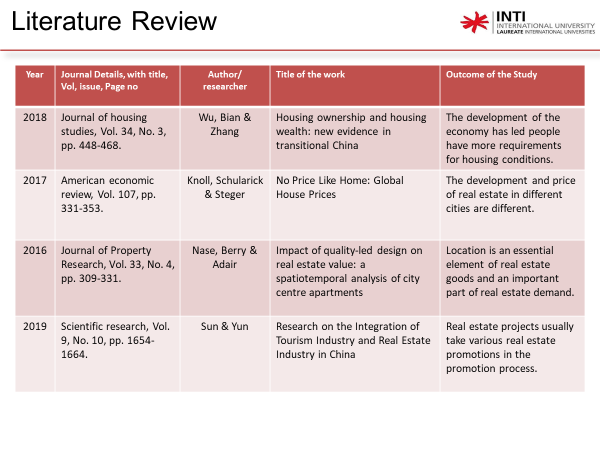 Literature Review
INTI
INTERNATIONAL UNIVERSITY
LAUREATE INTERNATIONAL UNIVERSITIES
Year
Journal Details, with title,
Vol, issue, Page no
Author/
researcher
Title of the work
Outcome of the Study
2018
Journal of housing
studies, Vol. 34, No. 3,
pp. 448-468.
Wu, Bian &
Zhang
Housing ownership and housing
wealth: new evidence in
transitional China
The development of the
economy has led people
have more requirements
for housing conditions.
2017
American economic
review, Vol. 107, pp.
331-353.
Knoll, Schularick
& Steger
No Price Like Home: Global
House Prices
The development and price
of real estate in different
cities are different.
2016
Journal of Property
Research, Vol. 33, No. 4,
pp. 309-331.
Nase, Berry &
Adair
Impact of quality-led design on
real estate value: a
spatiotemporal analysis of city
centre apartments
Location is an essential
element of real estate
goods and an important
part of real estate demand.
2019
Scientific research, Vol.
9, No. 10, pp. 1654-
1664.
Sun & Yun
Research on the Integration of
Tourism Industry and Real Estate
Industry in China
Real estate projects usually
take various real estate
promotions in the
promotion process.